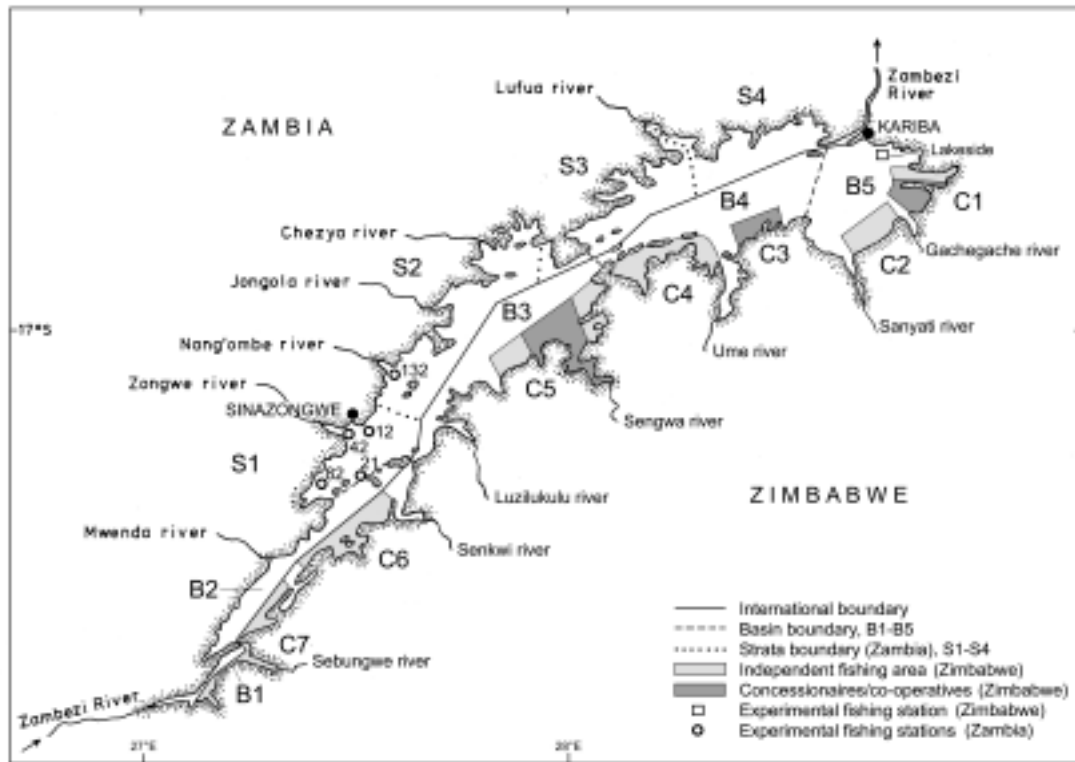 Zambezi
River
Lufua river
S4
ZAMBIA
KARIBA
Lakeside
S3
B5
B4
C1
Chezya river
C3
Gachegache river
S2
C2
C4
Jongola river
B3
Sanyati river
17°S
Ume river
Nang'ombe river
132
C5
Zongwe river
SINAZONGWE
Sengwa river
12
42
S1
82
ZIMBABWE
Luzilukulu river
Mwenda river
Senkwi river
C6
B2
C7
Sebungwe river
B1
Zambezi River
27°E
28°E
International boundary
Basin boundary, B1-B5
Strata boundary (Zambia), S1-S4
Independent fishing area (Zimbabwe)
Concessionaires/co-operatives (Zimbabwe)
Experimental fishing station (Zimbabwe)
Experimental fishing stations (Zambia)